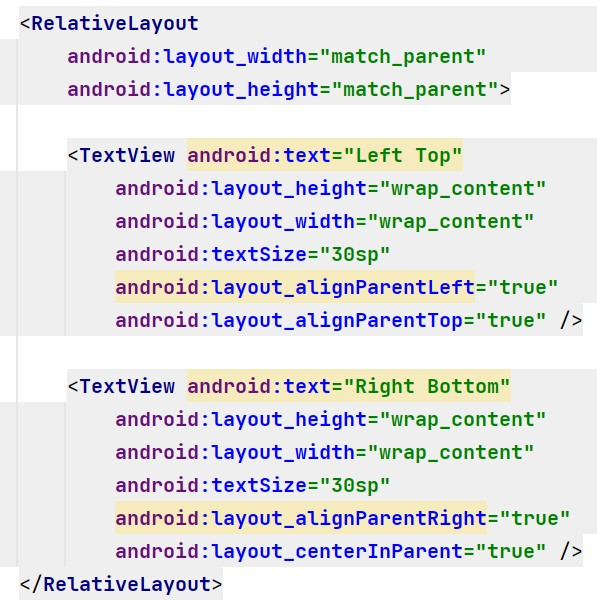 <RelativeLayout
android:layout_width="match_parent"
android:layout_height="match_parent">
<TextView android:text="Left Top"
android:layout_height="wrap_content"
android:layout_width="wrap_content"
android:textSize="30sp"
android:layout_alignParentLeft="true"
android:layout_alignParentTop="true" />
<TextView android:text="Right Bottom"
android:layout_height="wrap_content"
android:layout_width="wrap_content"
android:textSize="30sp"
android:layout_alignParentRight="true"
android:layout_centerInParent="true" />
</RelativeLayout>